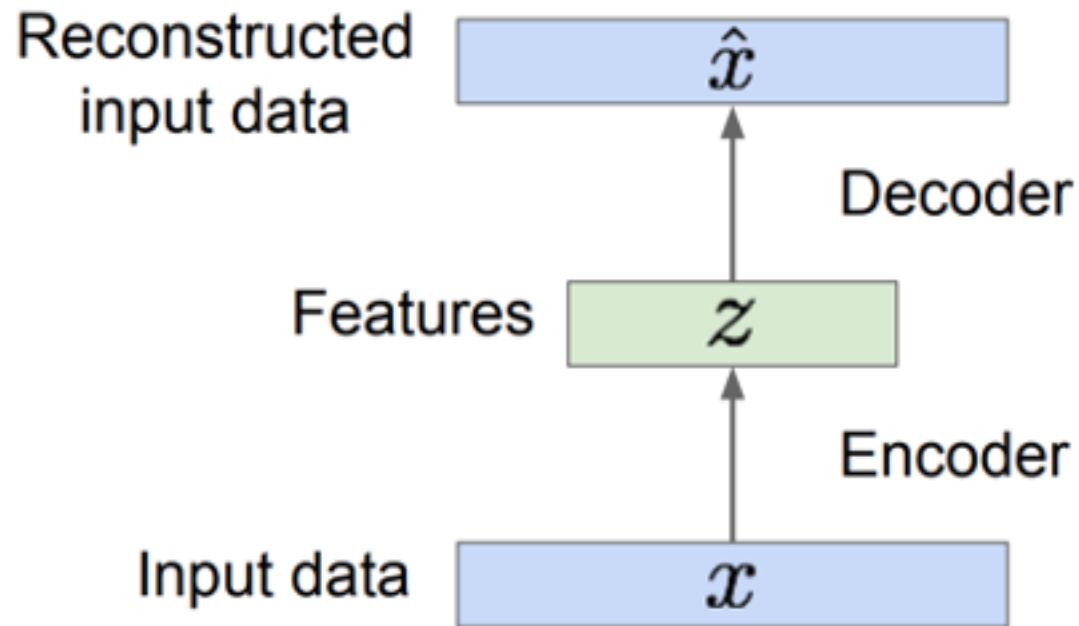 Reconstructed
input data
x̂
Decoder
Features
z
Encoder
Input data
x